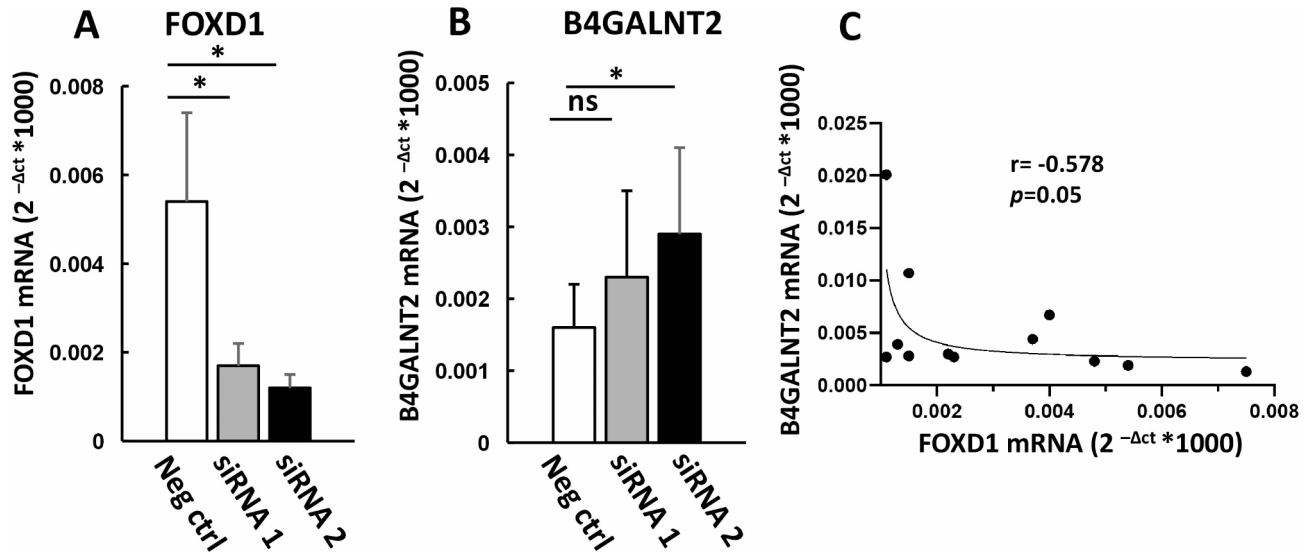 A
FOXD1
*
*
FOXD1 mRNA (2 ⁻Δct *1000)
0.008
0.006
0.004
0.002
0
Neg ctrl
siRNA 1
siRNA 2
B
B4GALNT2
*
ns
B4GALNT2 mRNA (2 ⁻Δct *1000)
0.005
0.004
0.003
0.002
0.001
0
Neg ctrl
siRNA 1
siRNA 2
C
B4GALNT2 mRNA (2 ⁻Δct *1000)
0.025
0.020
0.015
0.010
0.005
0.000
r= -0.578
p=0.05
0.002
0.004
0.006
0.008
FOXD1 mRNA (2 ⁻Δct *1000)